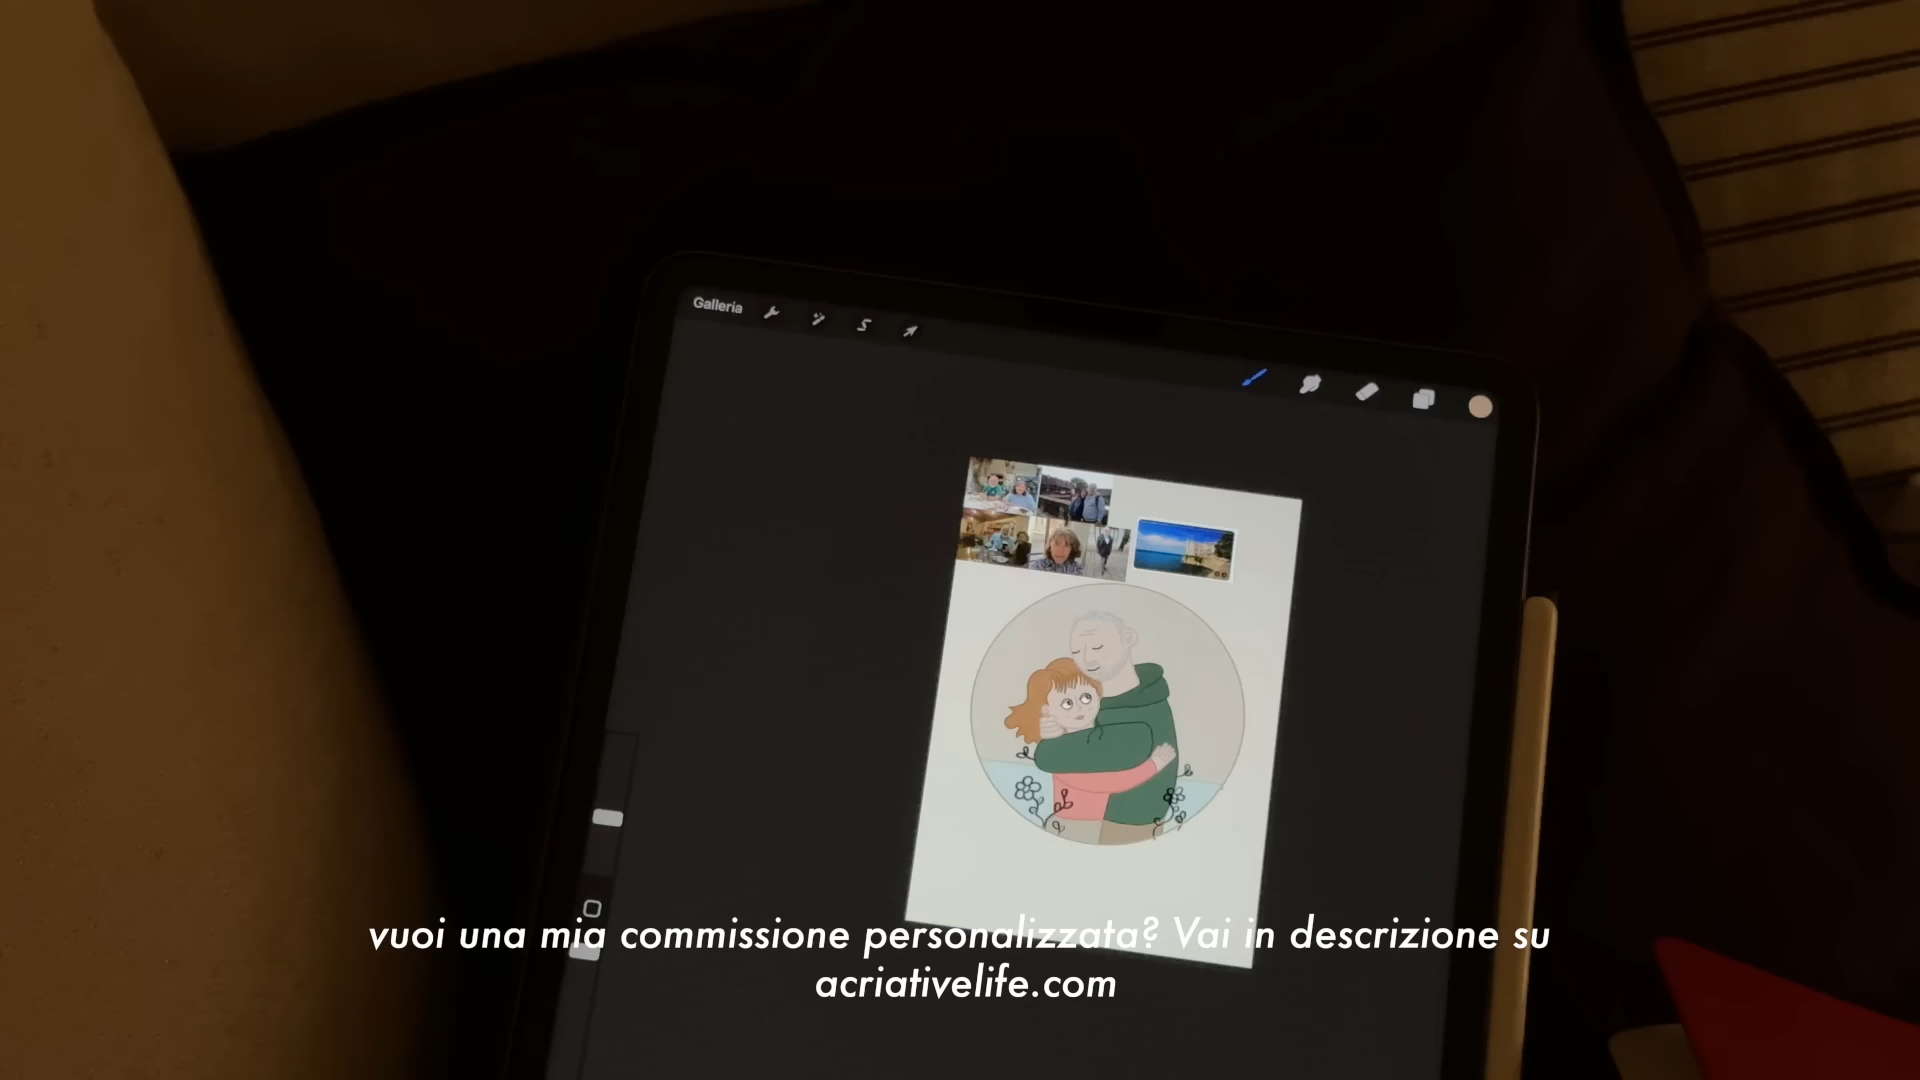 Galleria
vuoi una mia commissione personalizzata? Vai in descrizione su
acriativelife.com